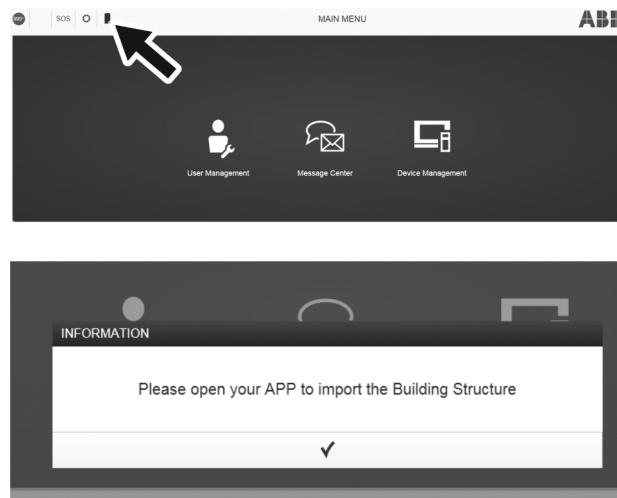 SOS
MAIN MENU
ABB
User Management
Message Center
Device Management
INFORMATION
Please open your APP to import the Building Structure